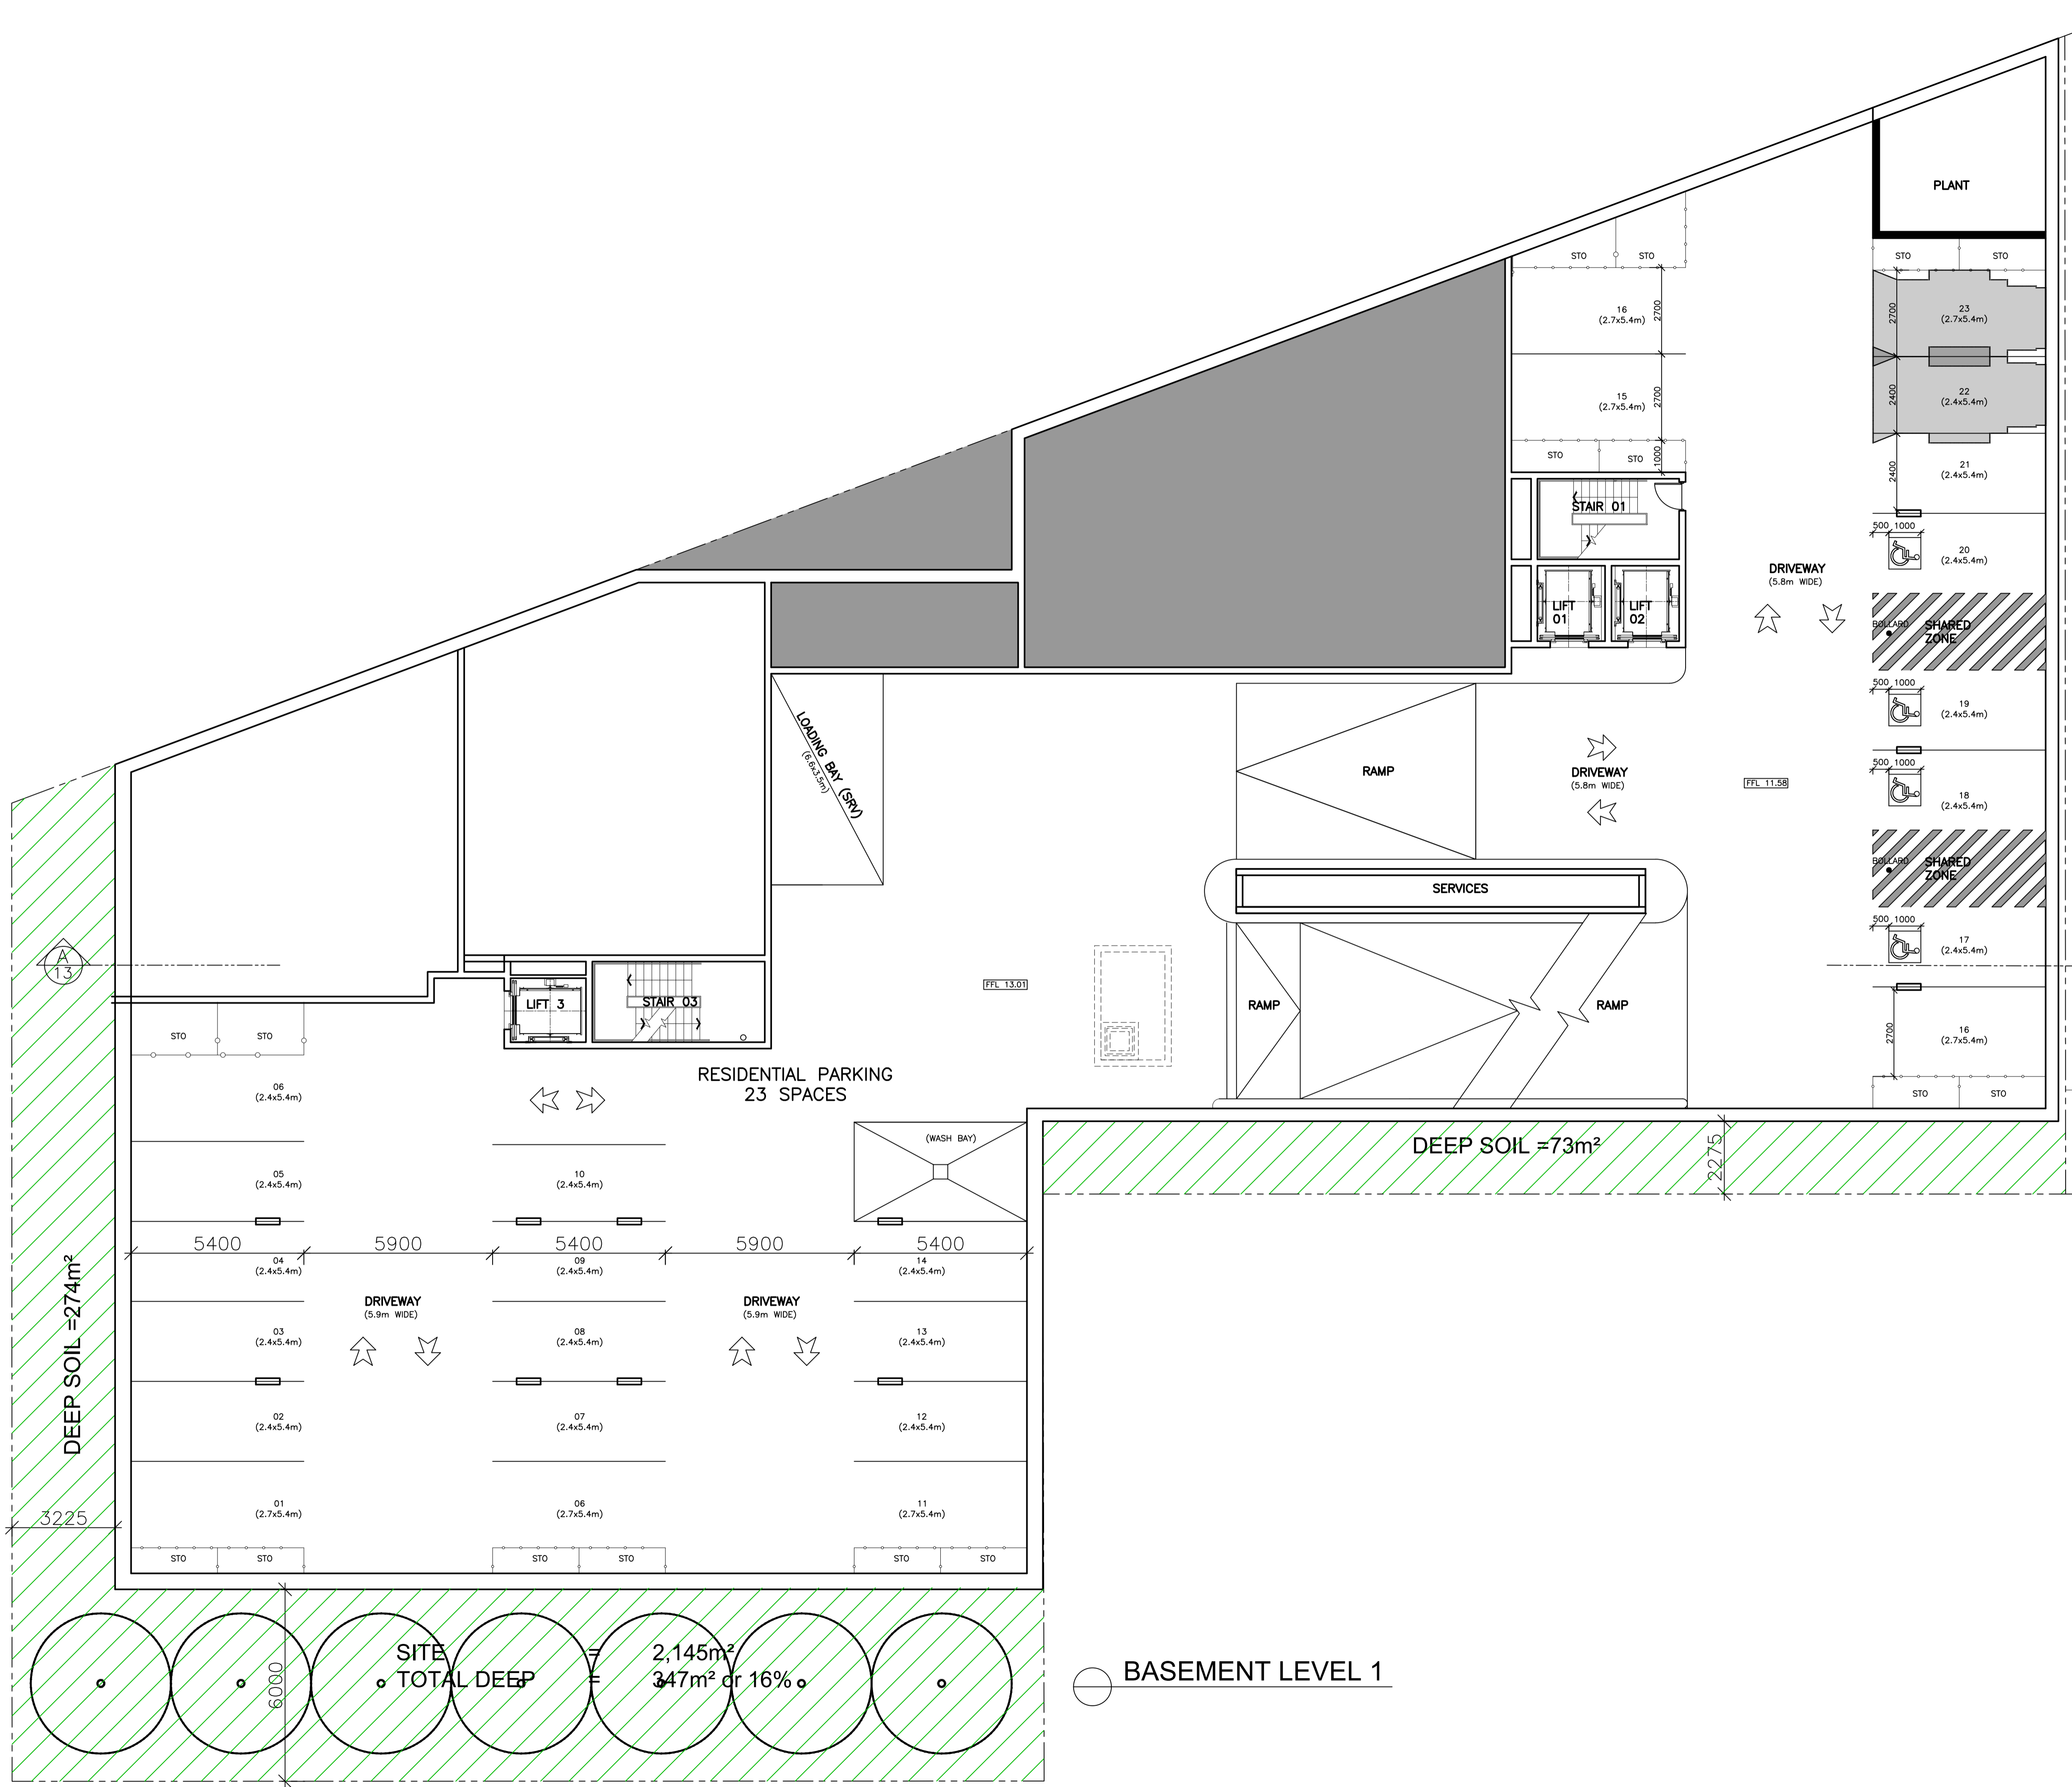 PLANT
STO
STO
STO
STO
16
(2.7x5.4m)
2700
23
(2.7x5.4m)
2700
15
(2.7x5.4m)
2700
22
(2.4x5.4m)
2400
STO
STO
1000
21
(2.4x5.4m)
2400
STAIR 01
500 1000
20
(2.4x5.4m)
DRIVEWAY
(5.8m WIDE)
LIFT
01
LIFT
02
BOLLARD
SHARED
ZONE
500 1000
19
(2.4x5.4m)
LOADING BAY (SRV)
(6.6x3.5m)
RAMP
DRIVEWAY
(5.8m WIDE)
FFL 11.58
500 1000
18
(2.4x5.4m)
BOLLARD
SHARED
ZONE
SERVICES
500 1000
17
(2.4x5.4m)
A
13
FFL 13.01
LIFT 3
STAIR 03
RAMP
RAMP
2700
16
(2.7x5.4m)
STO
STO
STO
STO
RESIDENTIAL PARKING
23 SPACES
06
(2.4x5.4m)
(WASH BAY)
DEEP SOIL =73m²
2275
05
(2.4x5.4m)
10
(2.4x5.4m)
5400
5900
5400
5900
5400
04
(2.4x5.4m)
09
(2.4x5.4m)
14
(2.4x5.4m)
DRIVEWAY
(5.9m WIDE)
DRIVEWAY
(5.9m WIDE)
DEEP SOIL =274m²
03
(2.4x5.4m)
08
(2.4x5.4m)
13
(2.4x5.4m)
02
(2.4x5.4m)
07
(2.4x5.4m)
12
(2.4x5.4m)
01
(2.7x5.4m)
06
(2.7x5.4m)
11
(2.7x5.4m)
3225
STO
STO
STO
STO
STO
STO
6000
SITE = 2,145m²
TOTAL DEEP = 347m² or 16%
BASEMENT LEVEL 1